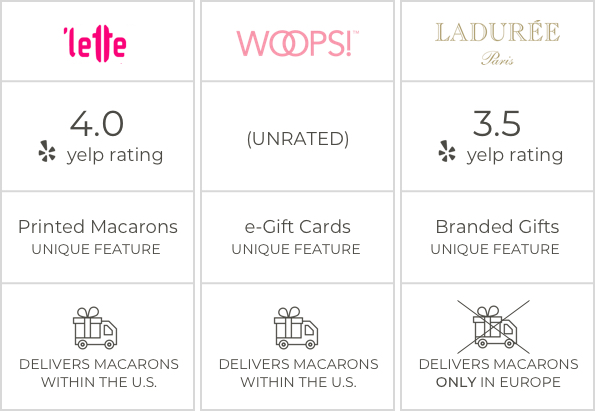 'lette
4.0
yelp rating
Printed Macarons
UNIQUE FEATURE
DELIVERS MACARONS
WITHIN THE U.S.
WOOPS!™
(UNRATED)
e-Gift Cards
UNIQUE FEATURE
DELIVERS MACARONS
WITHIN THE U.S.
LADURÉE
Paris
3.5
yelp rating
Branded Gifts
UNIQUE FEATURE
DELIVERS MACARONS
ONLY IN EUROPE